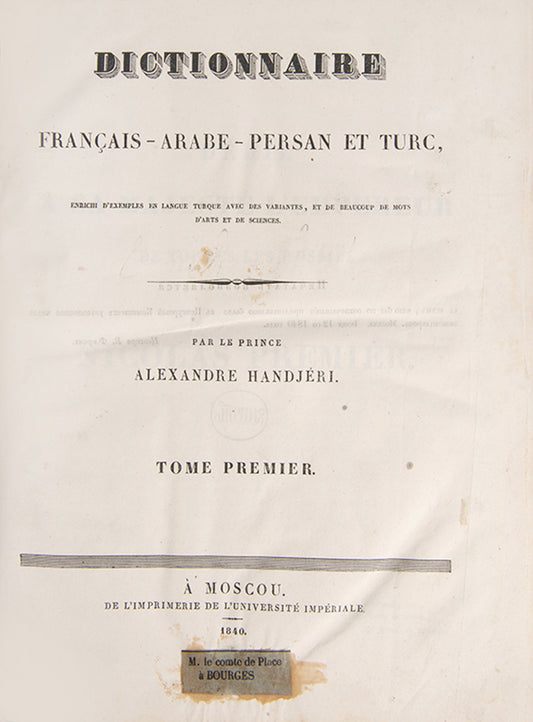 DICTIONNAIRE
FRANÇAIS - ARABE - PERSAN ET TURC,
ENRICHI D'EXEMPLES EN LANGUE TURQUE AVEC DES VARIANTES, ET DE BEAUCOUP DE MOTS
D'ARTS ET DE SCIENCES.
PAR LE PRINCE
ALEXANDRE HANDJÉRI.
TOME PREMIER.
À MOSCOU.
DE L'IMPRIMERIE DE L'UNIVERSITÉ IMPÉRIALE.
1840.
M. le comte de Place
à BOURGES